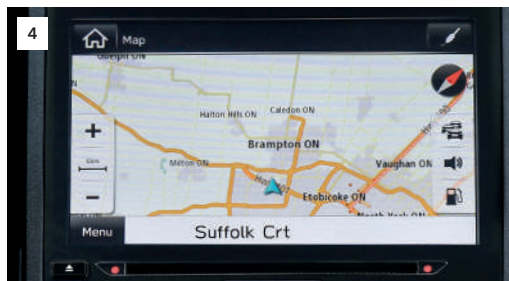 4
Map
Guelph ON
Halton Hills ON
Caledon ON
Brampton ON
Milton ON
Vaughan ON
Etobicoke ON
North York ON
Menu
Suffolk Crt